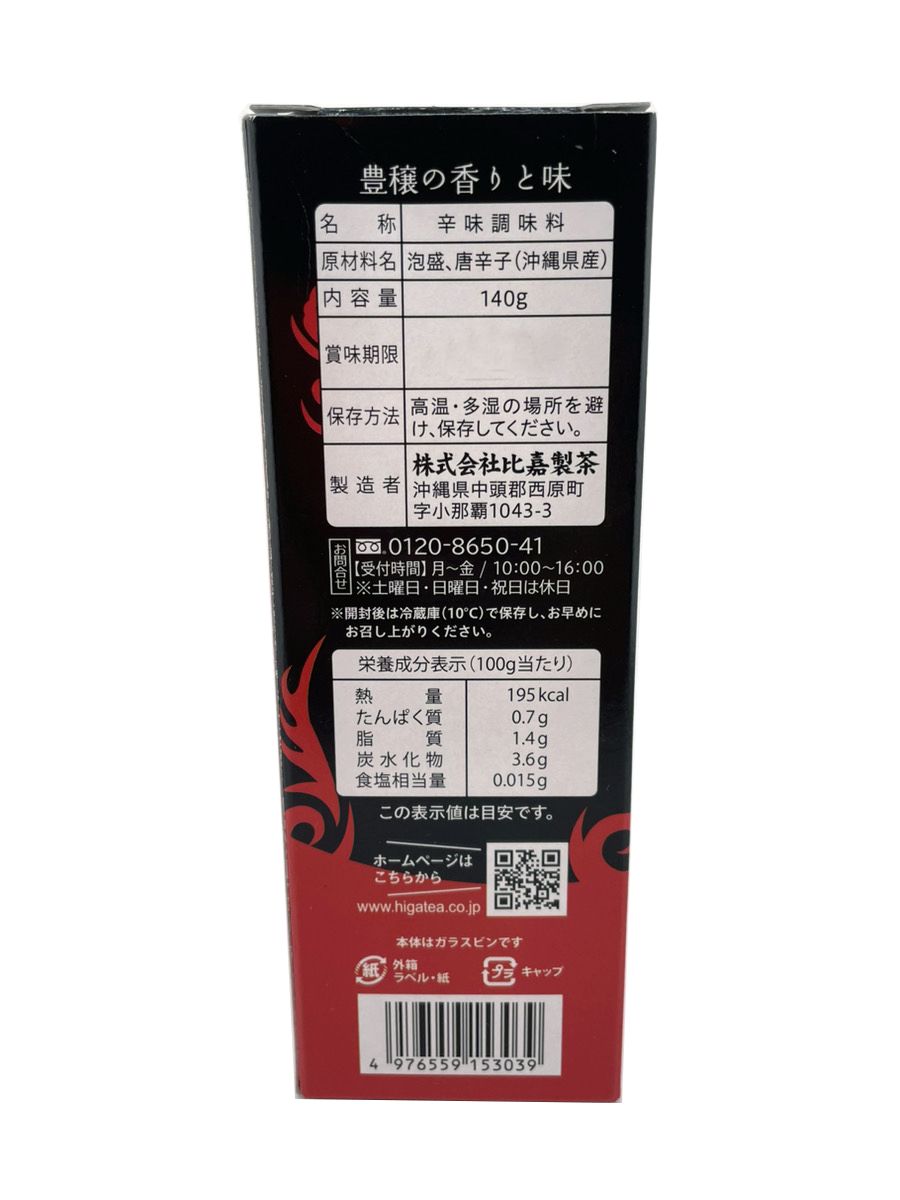 豊穣の香りと味
名称 辛味調味料
原材料名 泡盛、唐辛子(沖縄県産)
内容量 140g
賞味期限
保存方法 高温・多湿の場所を避
け、保存してください。
製造者 株式会社比嘉製茶
沖縄県中頭郡西原町
字小那覇1043-3
お問合せ 0120-8650-41
【受付時間】月～金 / 10:00～16:00
※土曜日・日曜日・祝日は休日
※開封後は冷蔵庫(10℃)で保存し、お早めに
お召し上がりください。
栄養成分表示(100g当たり)
熱量 195kcal
たんぱく質 0.7g
脂質 1.4g
炭水化物 3.6g
食塩相当量 0.015g
この表示値は目安です。
ホームページは
こちらから
www.higatea.co.jp
本体はガラスビンです
紙 外箱
ラベル・紙
プラ キャップ
4 976559 153039